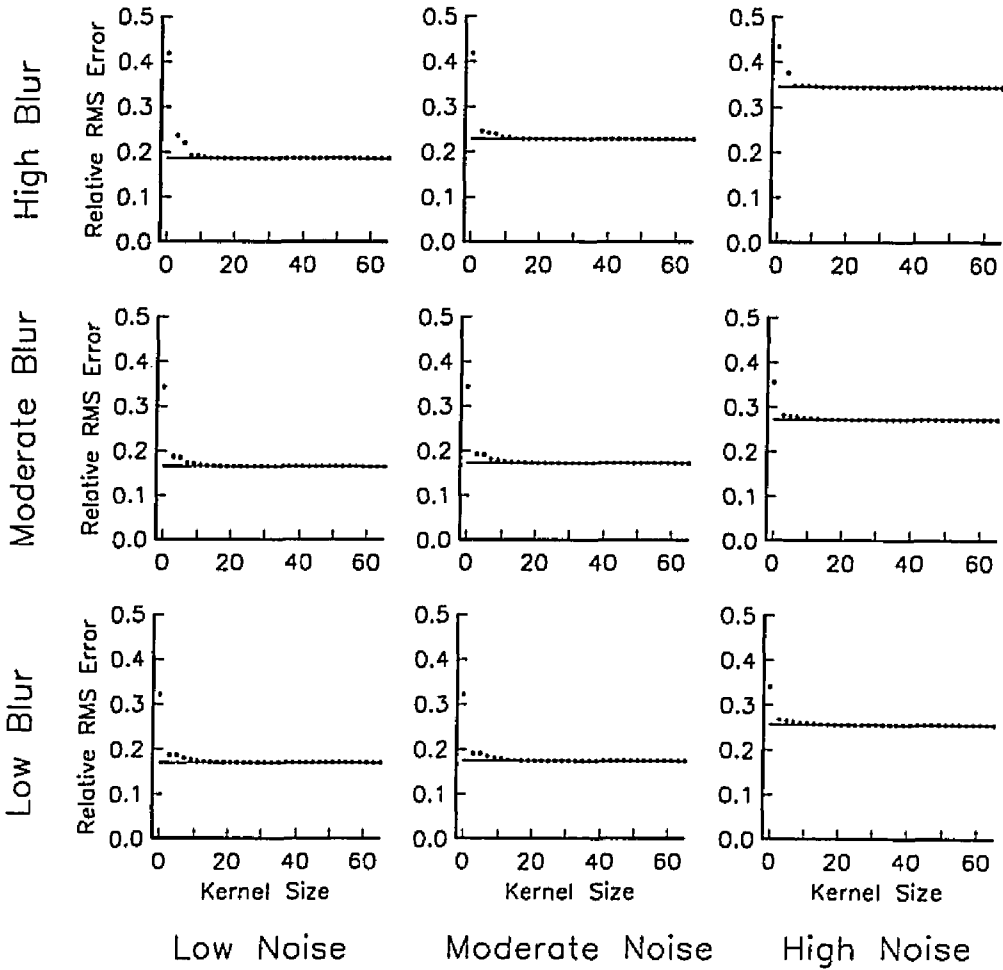 High Blur
Relative RMS Error
0.5
0.4
0.3
0.2
0.1
0.0
0 20 40 60
0.5
0.4
0.3
0.2
0.1
0.0
0 20 40 60
0.5
0.4
0.3
0.2
0.1
0.0
0 20 40 60
Moderate Blur
Relative RMS Error
0.5
0.4
0.3
0.2
0.1
0.0
0 20 40 60
0.5
0.4
0.3
0.2
0.1
0.0
0 20 40 60
0.5
0.4
0.3
0.2
0.1
0.0
0 20 40 60
Low Blur
Relative RMS Error
0.5
0.4
0.3
0.2
0.1
0.0
0 20 40 60
Kernel Size
0.5
0.4
0.3
0.2
0.1
0.0
0 20 40 60
Kernel Size
0.5
0.4
0.3
0.2
0.1
0.0
0 20 40 60
Kernel Size
Low Noise
Moderate Noise
High Noise